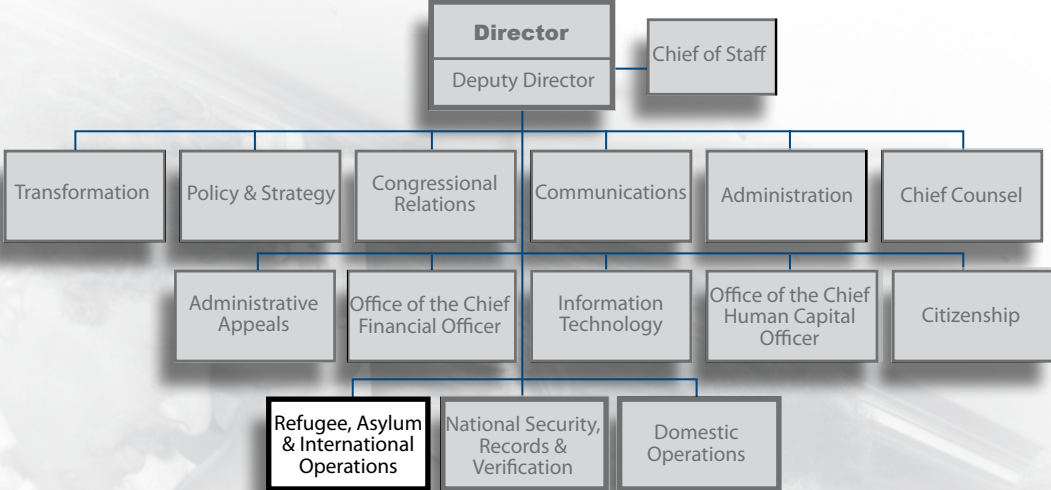 Director
Deputy Director
Chief of Staff
Transformation
Policy & Strategy
Congressional
Relations
Communications
Administration
Chief Counsel
Administrative
Appeals
Office of the Chief
Financial Officer
Information
Technology
Office of the Chief
Human Capital
Officer
Citizenship
Refugee, Asylum
& International
Operations
National Security,
Records &
Verification
Domestic
Operations